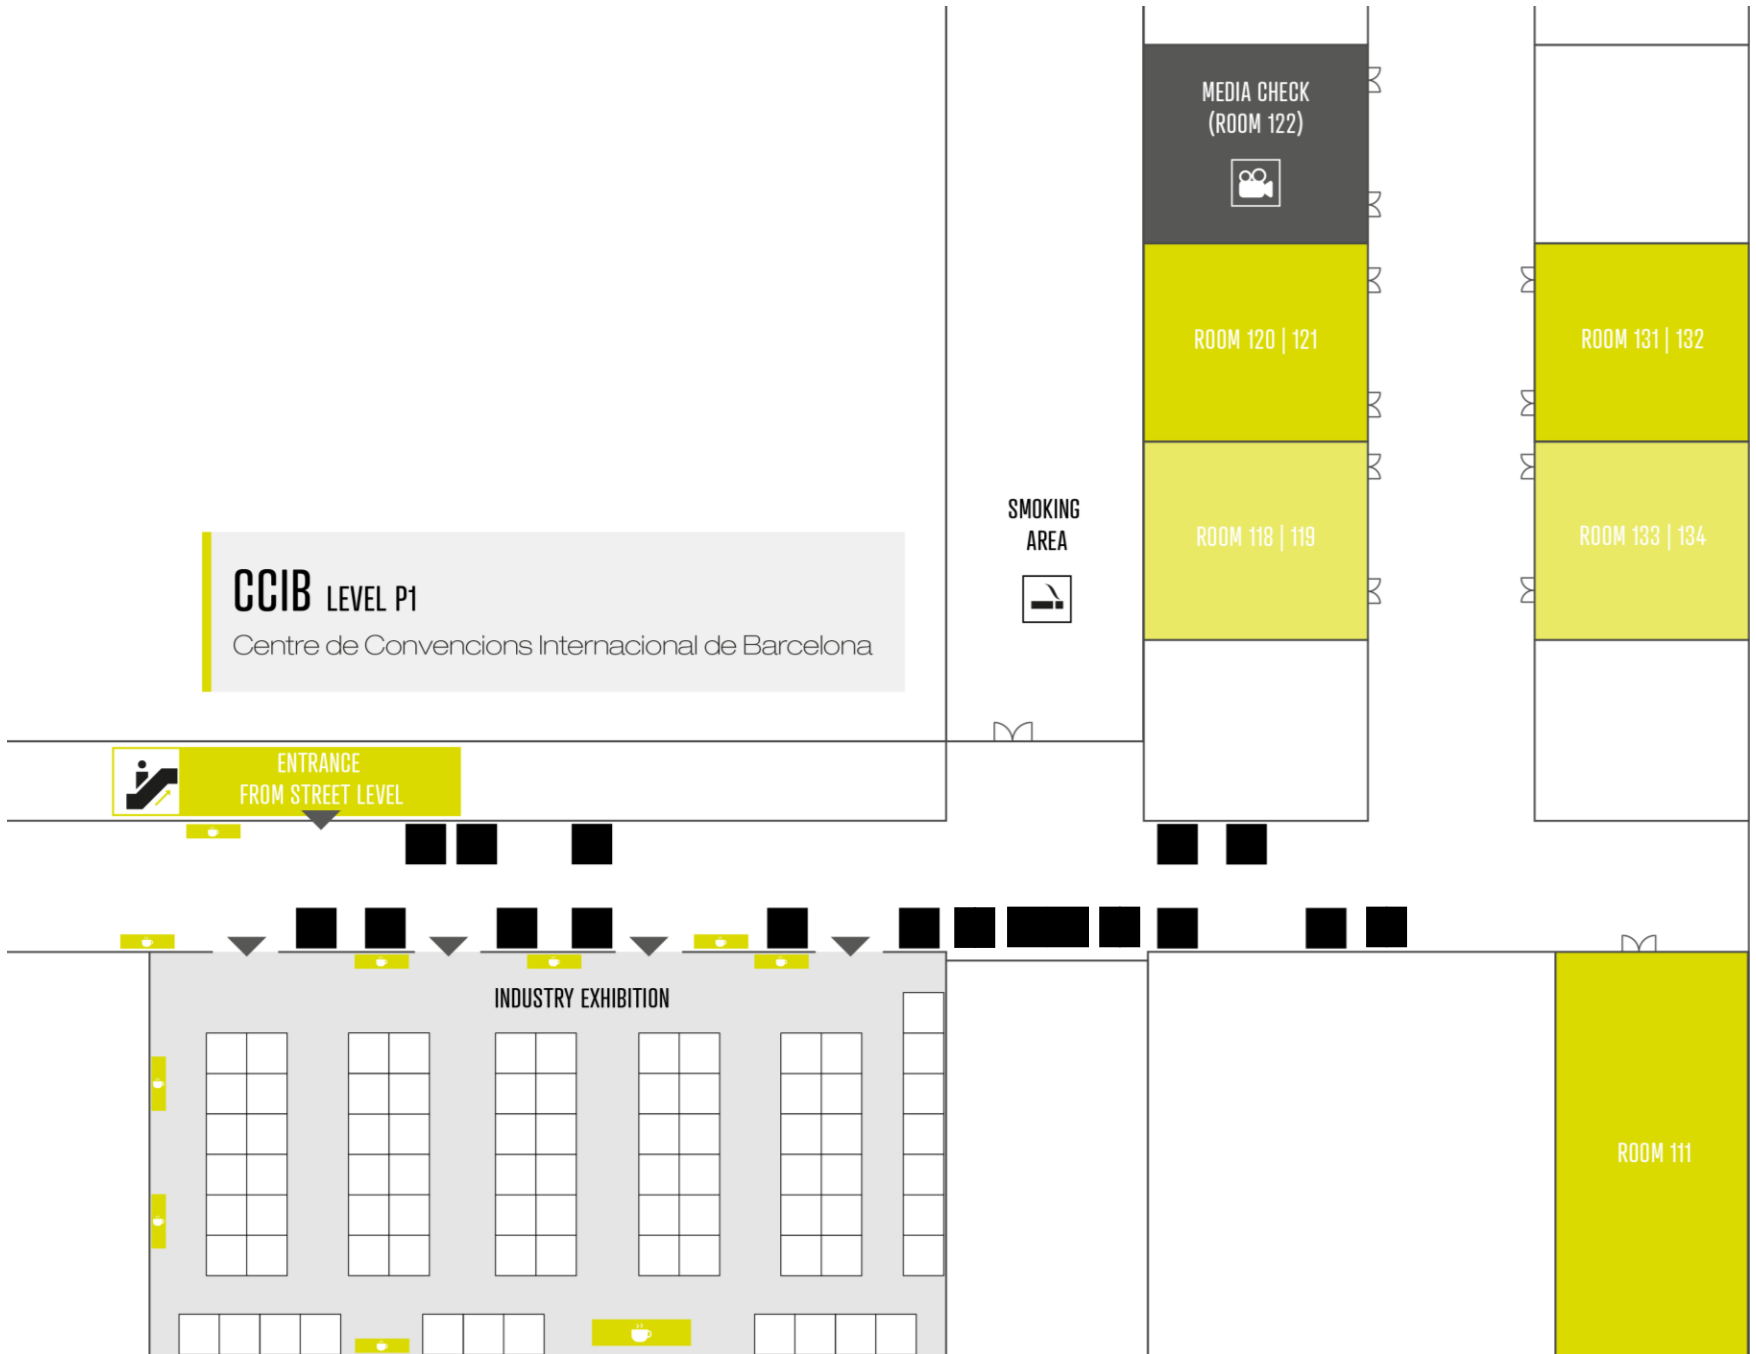 MEDIA CHECK
(ROOM 122)
ROOM 120 | 121
ROOM 131 | 132
SMOKING
AREA
ROOM 118 | 119
ROOM 133 | 134
CCIB LEVEL P1
Centre de Convencions Internacional de Barcelona
ENTRANCE
FROM STREET LEVEL
INDUSTRY EXHIBITION
ROOM 111